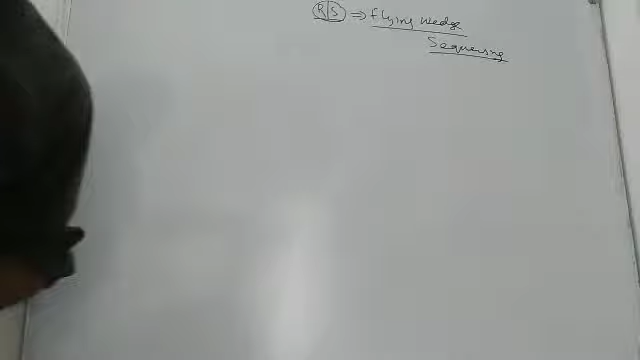 R/S ⇒ Flying Wedge
Sequencing